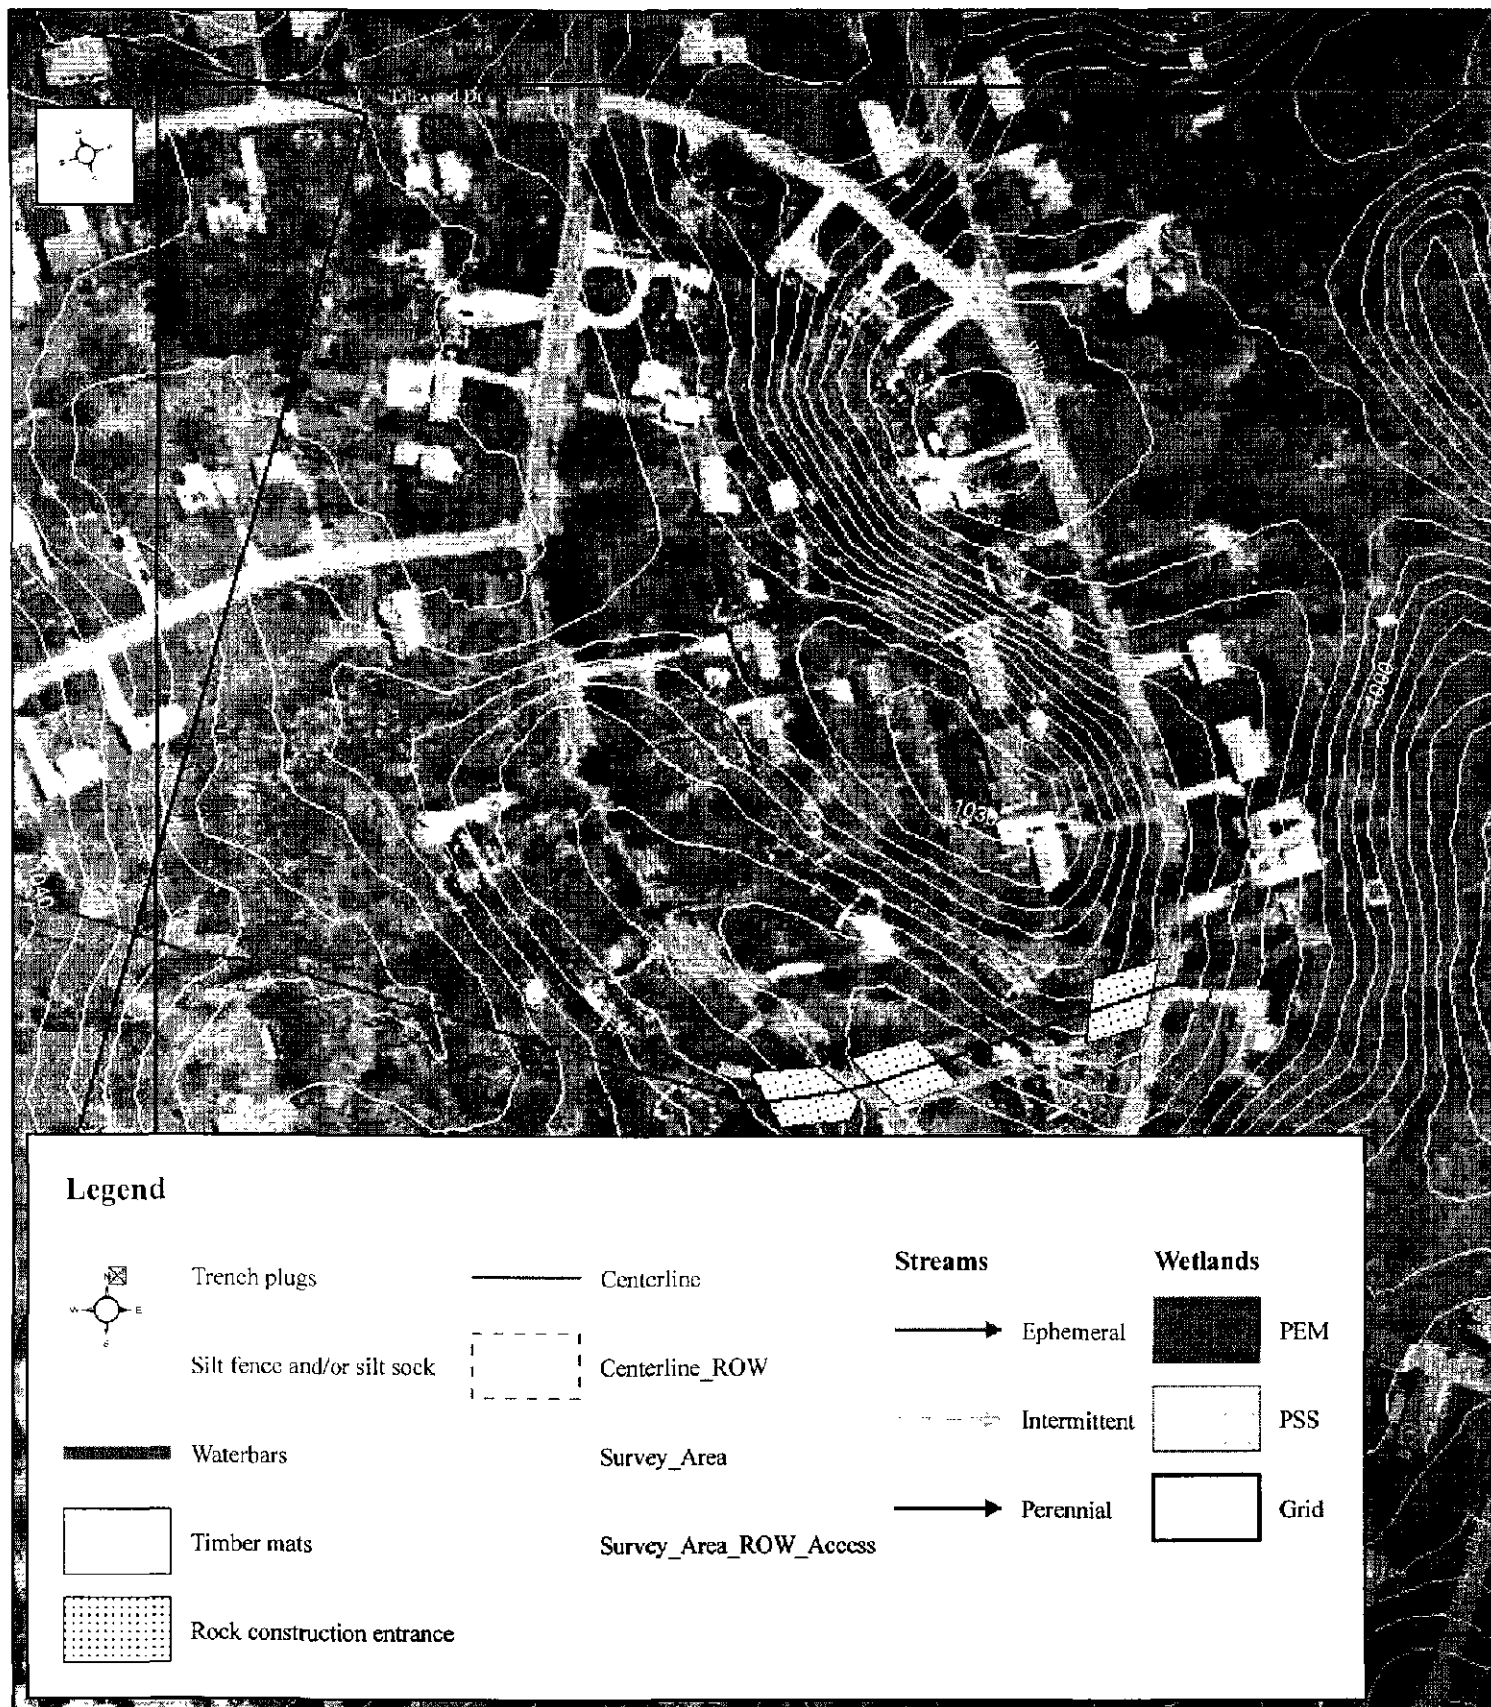 1000
Legend
Trench plugs
Centerline
Streams
Wetlands
N
W
E
S
Ephemeral
PEM
Silt fence and/or silt sock
Centerline_ROW
Intermittent
PSS
Waterbars
Survey_Area
Perennial
Grid
Timber mats
Survey_Area_ROW_Access
Rock construction entrance